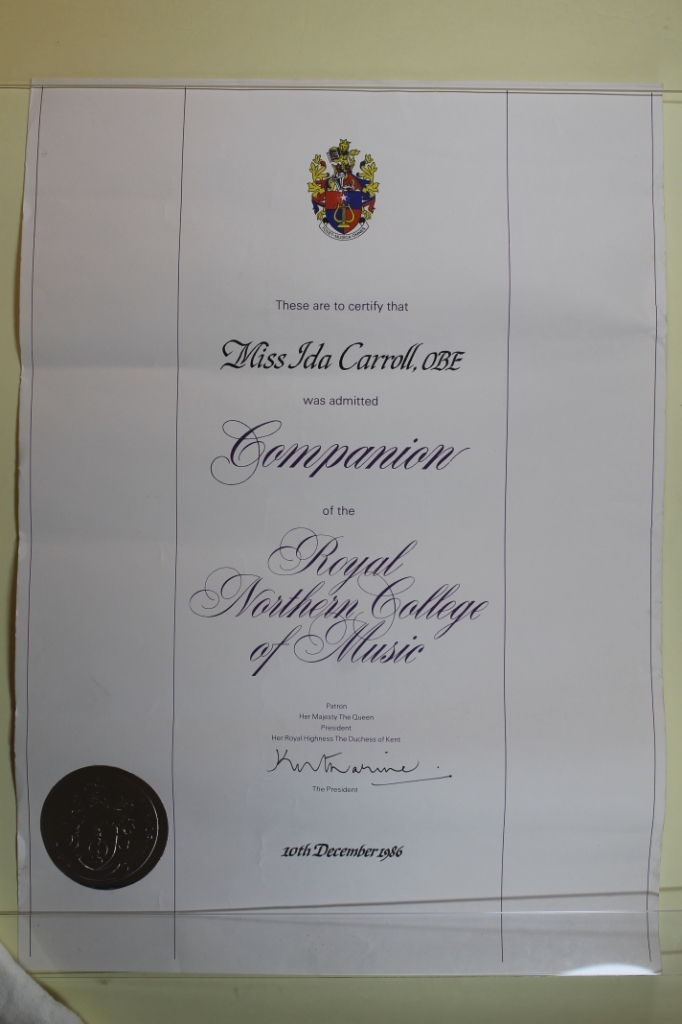 These are to certify that
Miss Ida Carroll, OBE
was admitted
Companion
of the
Royal
Northern College
of Music
Patron
Her Majesty The Queen
President
Her Royal Highness The Duchess of Kent
Katharine
The President
10th December 1986